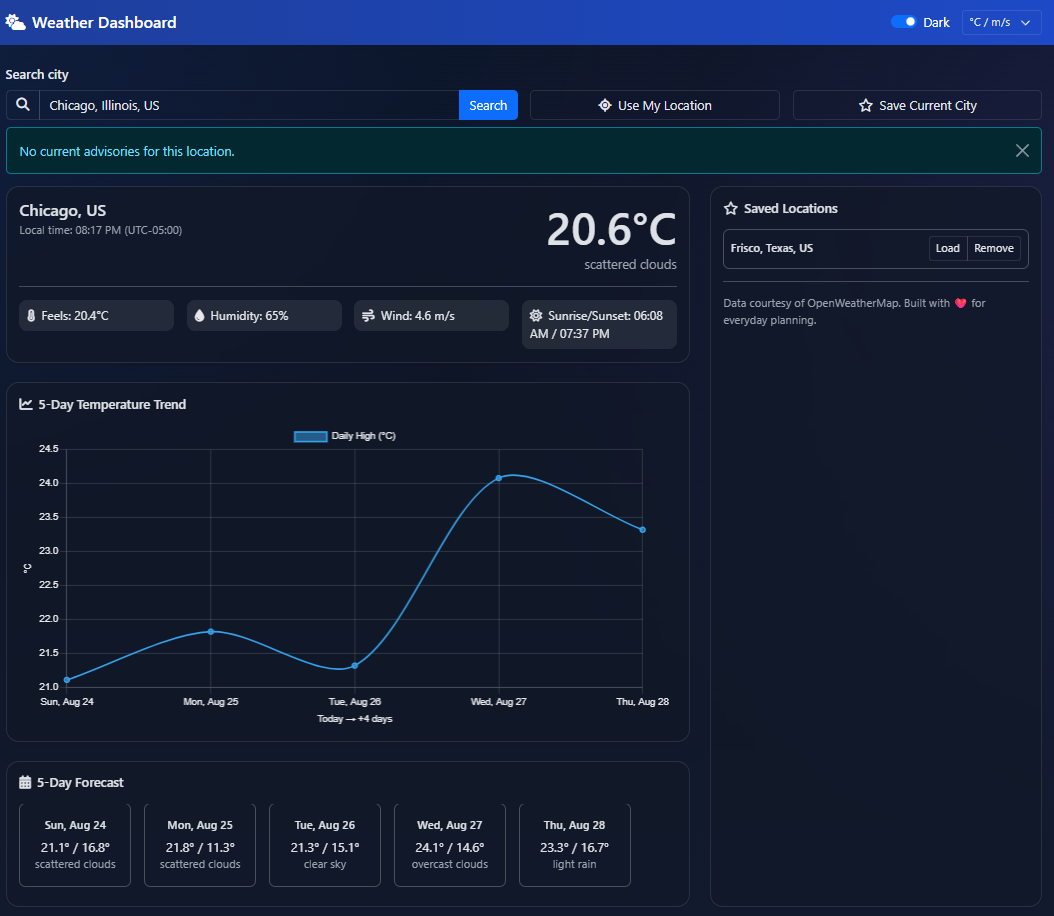 Weather Dashboard
Dark
°C / m/s
Search city
Chicago, Illinois, US
Search
Use My Location
Save Current City
No current advisories for this location.
Chicago, US
Local time: 08:17 PM (UTC-05:00)
20.6°C
scattered clouds
Feels: 20.4°C
Humidity: 65%
Wind: 4.6 m/s
Sunrise/Sunset: 06:08
AM / 07:37 PM
Saved Locations
Frisco, Texas, US
Load
Remove
Data courtesy of OpenWeatherMap. Built with ❤ for
everyday planning.
5-Day Temperature Trend
Daily High (°C)
24.5
24.0
23.5
23.0
22.5
22.0
21.5
21.0
°C
Sun, Aug 24
Mon, Aug 25
Tue, Aug 26
Wed, Aug 27
Thu, Aug 28
Today → +4 days
5-Day Forecast
Sun, Aug 24
21.1° / 16.8°
scattered clouds
Mon, Aug 25
21.8° / 11.3°
scattered clouds
Tue, Aug 26
21.3° / 15.1°
clear sky
Wed, Aug 27
24.1° / 14.6°
overcast clouds
Thu, Aug 28
23.3° / 16.7°
light rain